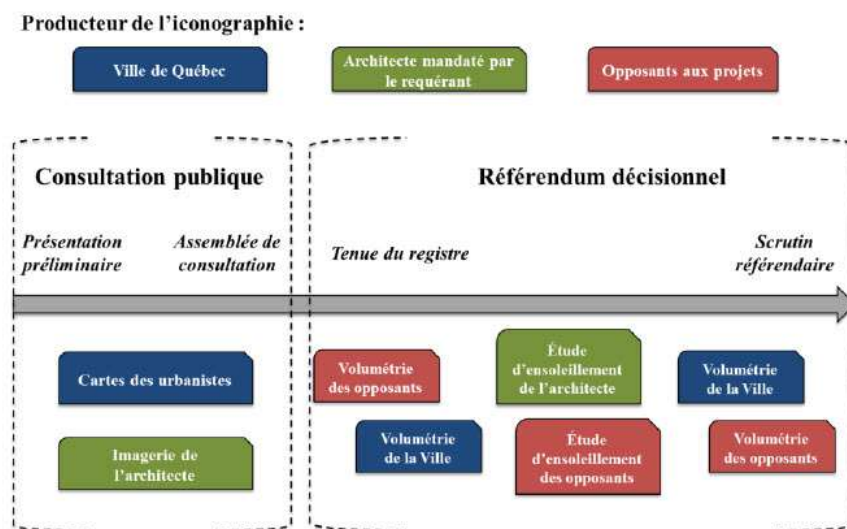 Producteur de l'iconographie :
Ville de Québec
Architecte mandaté par
le requérant
Opposants aux projets
Consultation publique
Référendum décisionnel
Présentation
préliminaire
Assemblée de
consultation
Tenue du registre
Scrutin
référendaire
Cartes des urbanistes
Imagerie de
l'architecte
Volumétrie
des opposants
Volumétrie
de la Ville
Étude
d'ensoleillement
de l'architecte
Étude
d'ensoleillement
des opposants
Volumétrie
de la Ville
Volumétrie
des opposants